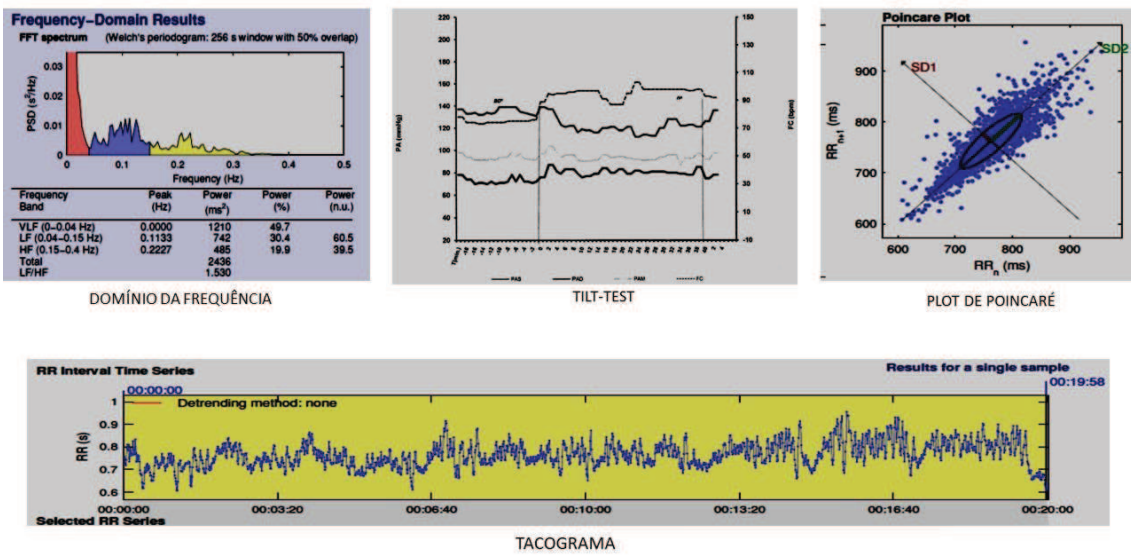 Frequency-Domain Results
FFT spectrum (Welch's periodogram: 256 s window with 50% overlap)
0.03
0.02
0.01
0
PSD (s²/Hz)
0 0.1 0.2 0.3 0.4 0.5
Frequency (Hz)
Frequency Band Peak (Hz) Power (ms²) Power (%) Power (n.u.)
VLF (0-0.04 Hz) 0.0000 1210 49.7
LF (0.04-0.15 Hz) 0.1133 742 30.4 60.5
HF (0.15-0.4 Hz) 0.2227 485 19.9 39.5
Total 2436
LF/HF 1.530
DOMÍNIO DA FREQUÊNCIA
220
200
180
160
140
120
100
80
60
40
20
PA (mmHg)
150
130
110
90
70
50
30
10
-10
FC (bpm)
PAS PAD PAM FC
TILT-TEST
Poincare Plot
SD1
SD2
900
800
700
600
RRn+1 (ms)
600 700 800 900
RRn (ms)
PLOT DE POINCARÉ
RR Interval Time Series
Results for a single sample
00:00:00
00:19:58
Detrending method: none
1
0.9
0.8
0.7
0.6
RR (s)
00:00:00 00:03:20 00:06:40 00:10:00 00:13:20 00:16:40 00:20:00
Selected RR Series
TACOGRAMA